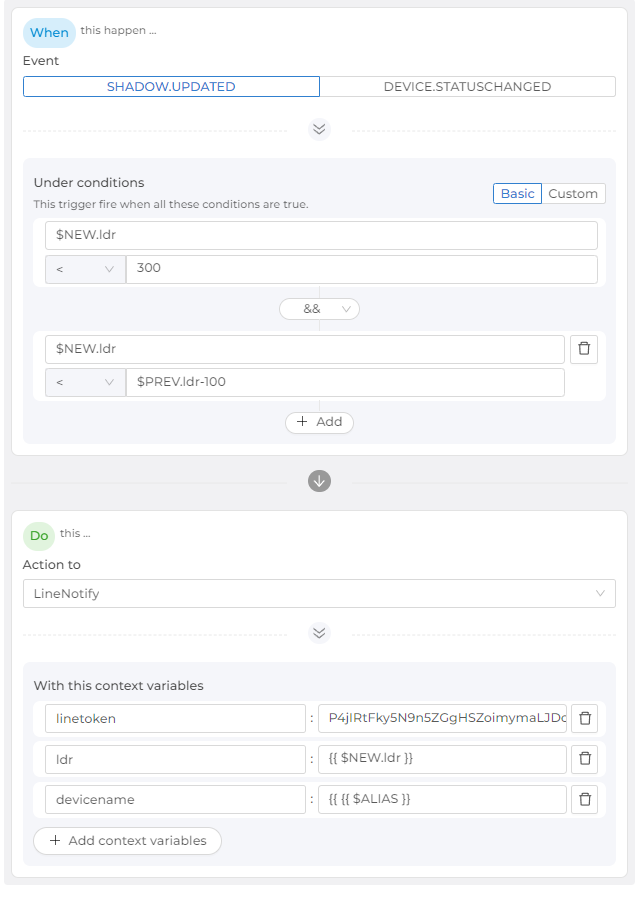 When this happen ...
Event
SHADOW.UPDATED DEVICE.STATUSCHANGED
Under conditions
Basic Custom
This trigger fire when all these conditions are true.
$NEW.ldr
< 300
&&
$NEW.ldr
< $PREV.ldr-100
+ Add
Do this ...
Action to
LineNotify
With this context variables
linetoken : P4jIRtFky5N9n5ZGgHSZoimymaLJDc
ldr : {{ $NEW.ldr }}
devicename : {{ {{ $ALIAS }}
+ Add context variables